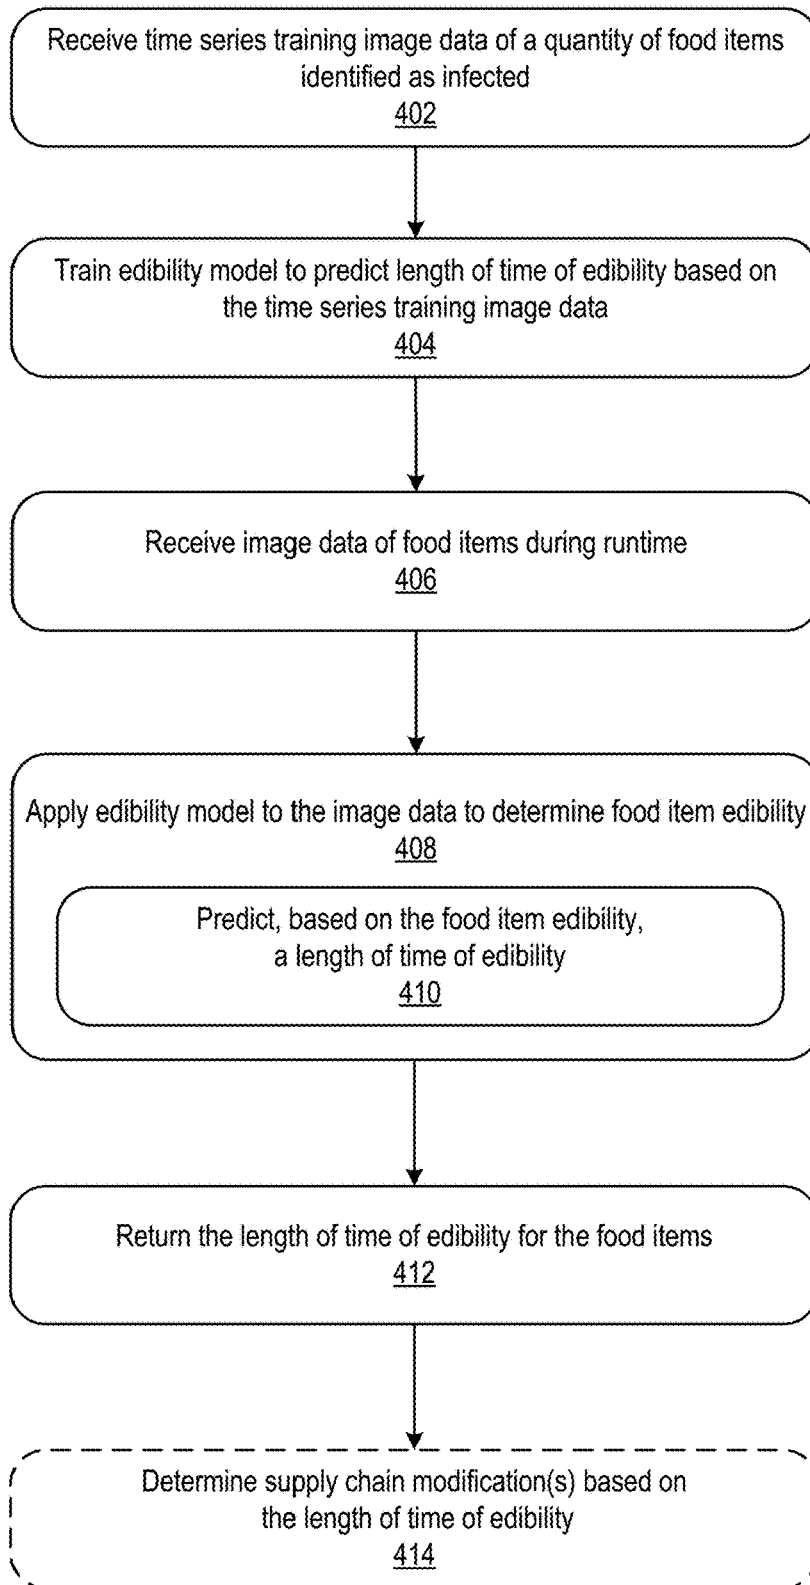 Receive time series training image data of a quantity of food items
identified as infected
402
Train edibility model to predict length of time of edibility based on
the time series training image data
404
Receive image data of food items during runtime
406
Apply edibility model to the image data to determine food item edibility
408
Predict, based on the food item edibility,
a length of time of edibility
410
Return the length of time of edibility for the food items
412
Determine supply chain modification(s) based on
the length of time of edibility
414